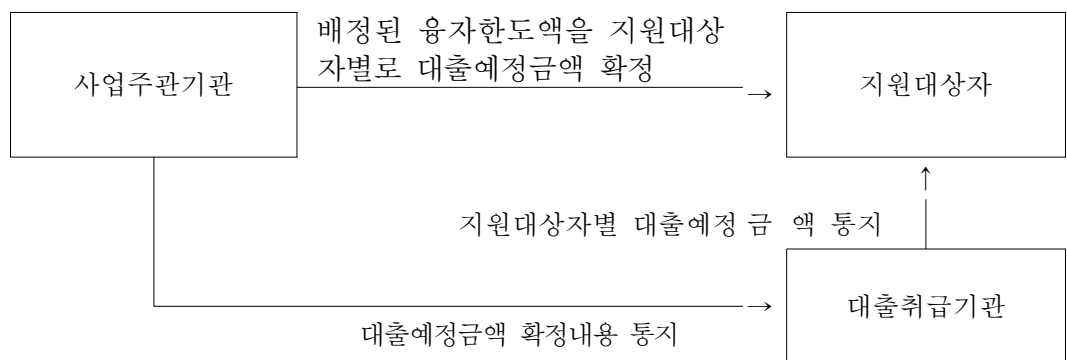 배정된 융자한도액을 지원대상
자별로 대출예정금액 확정
사업주관기관
→
지원대상자
↑
지원대상자별 대출예정 금 액 통지
→
대출취급기관
대출예정금액 확정내용 통지